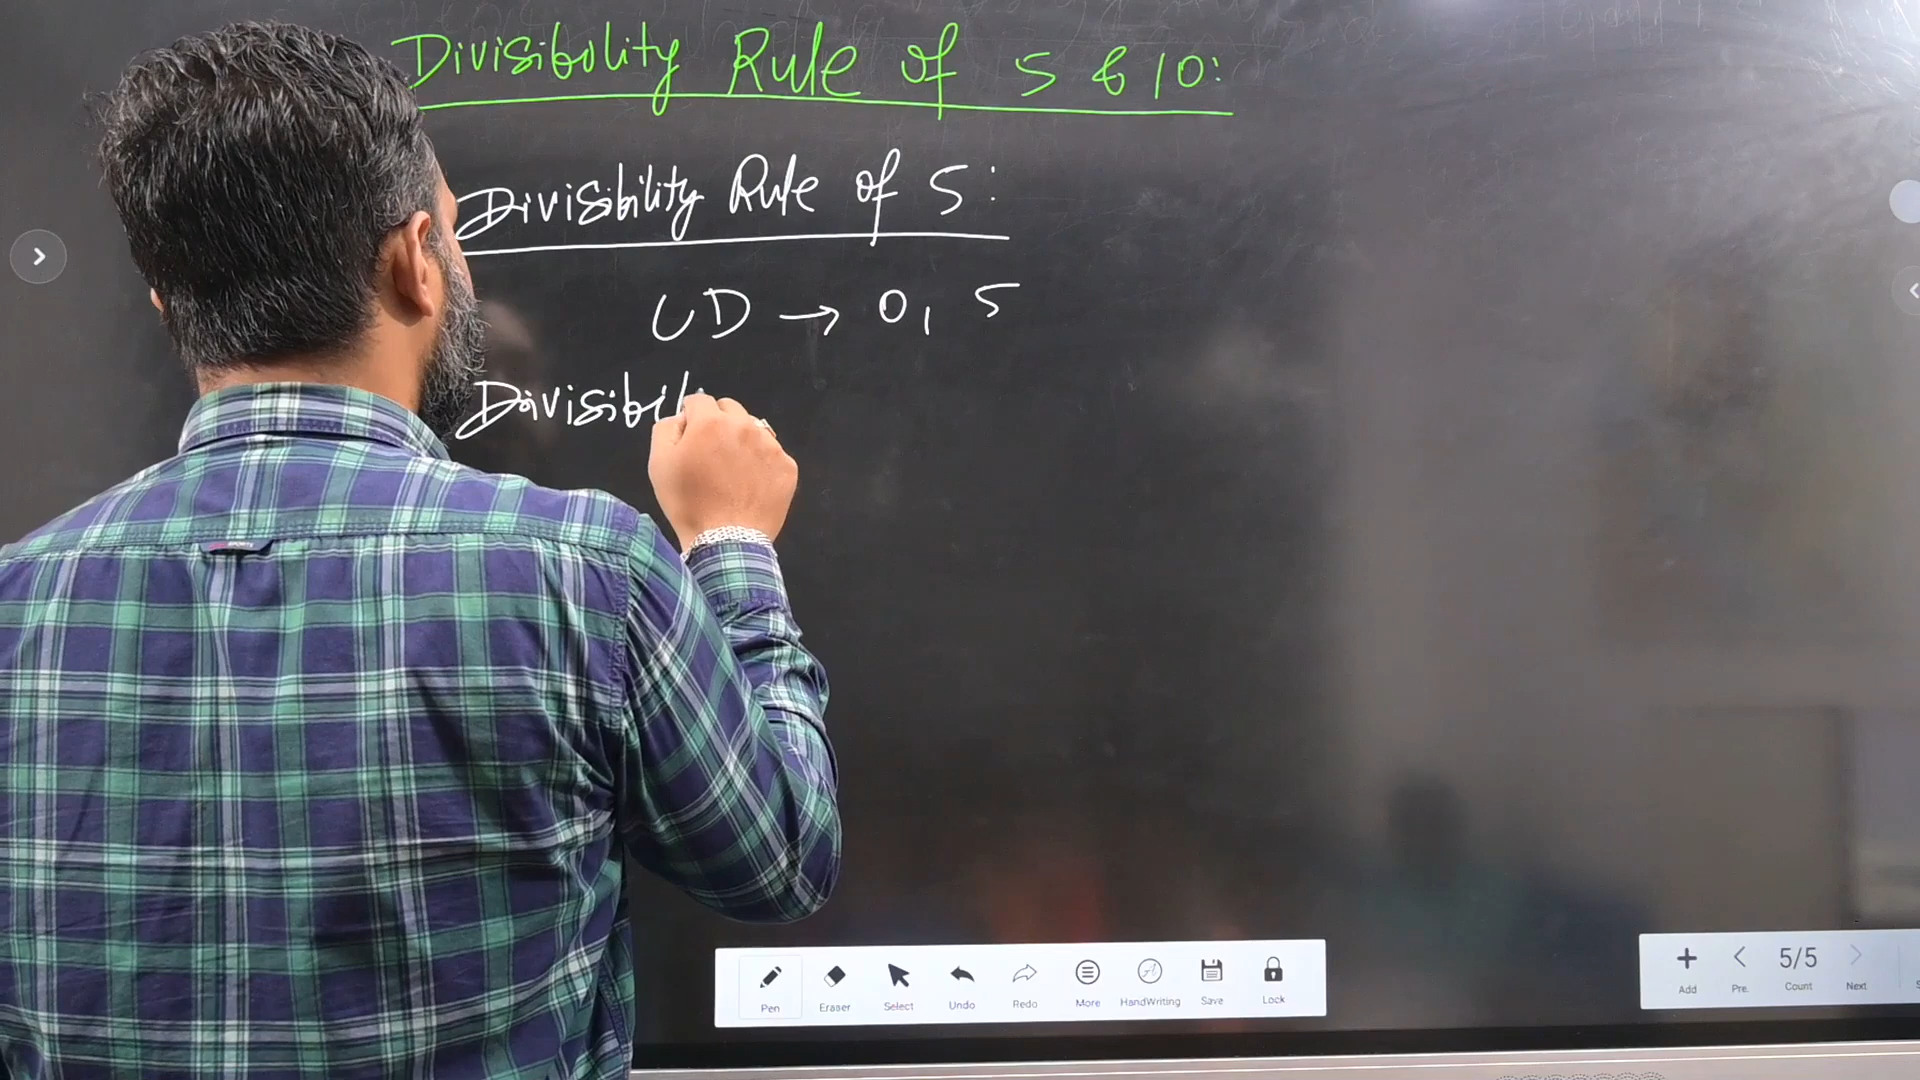 Divisibility Rule of 5 & 10:
Divisibility Rule of 5:
UD → 0, 5
Divisibil
Pen
Eraser
Select
Undo
Redo
More
HandWriting
Save
Lock
5/5
Add
Pre.
Count
Next